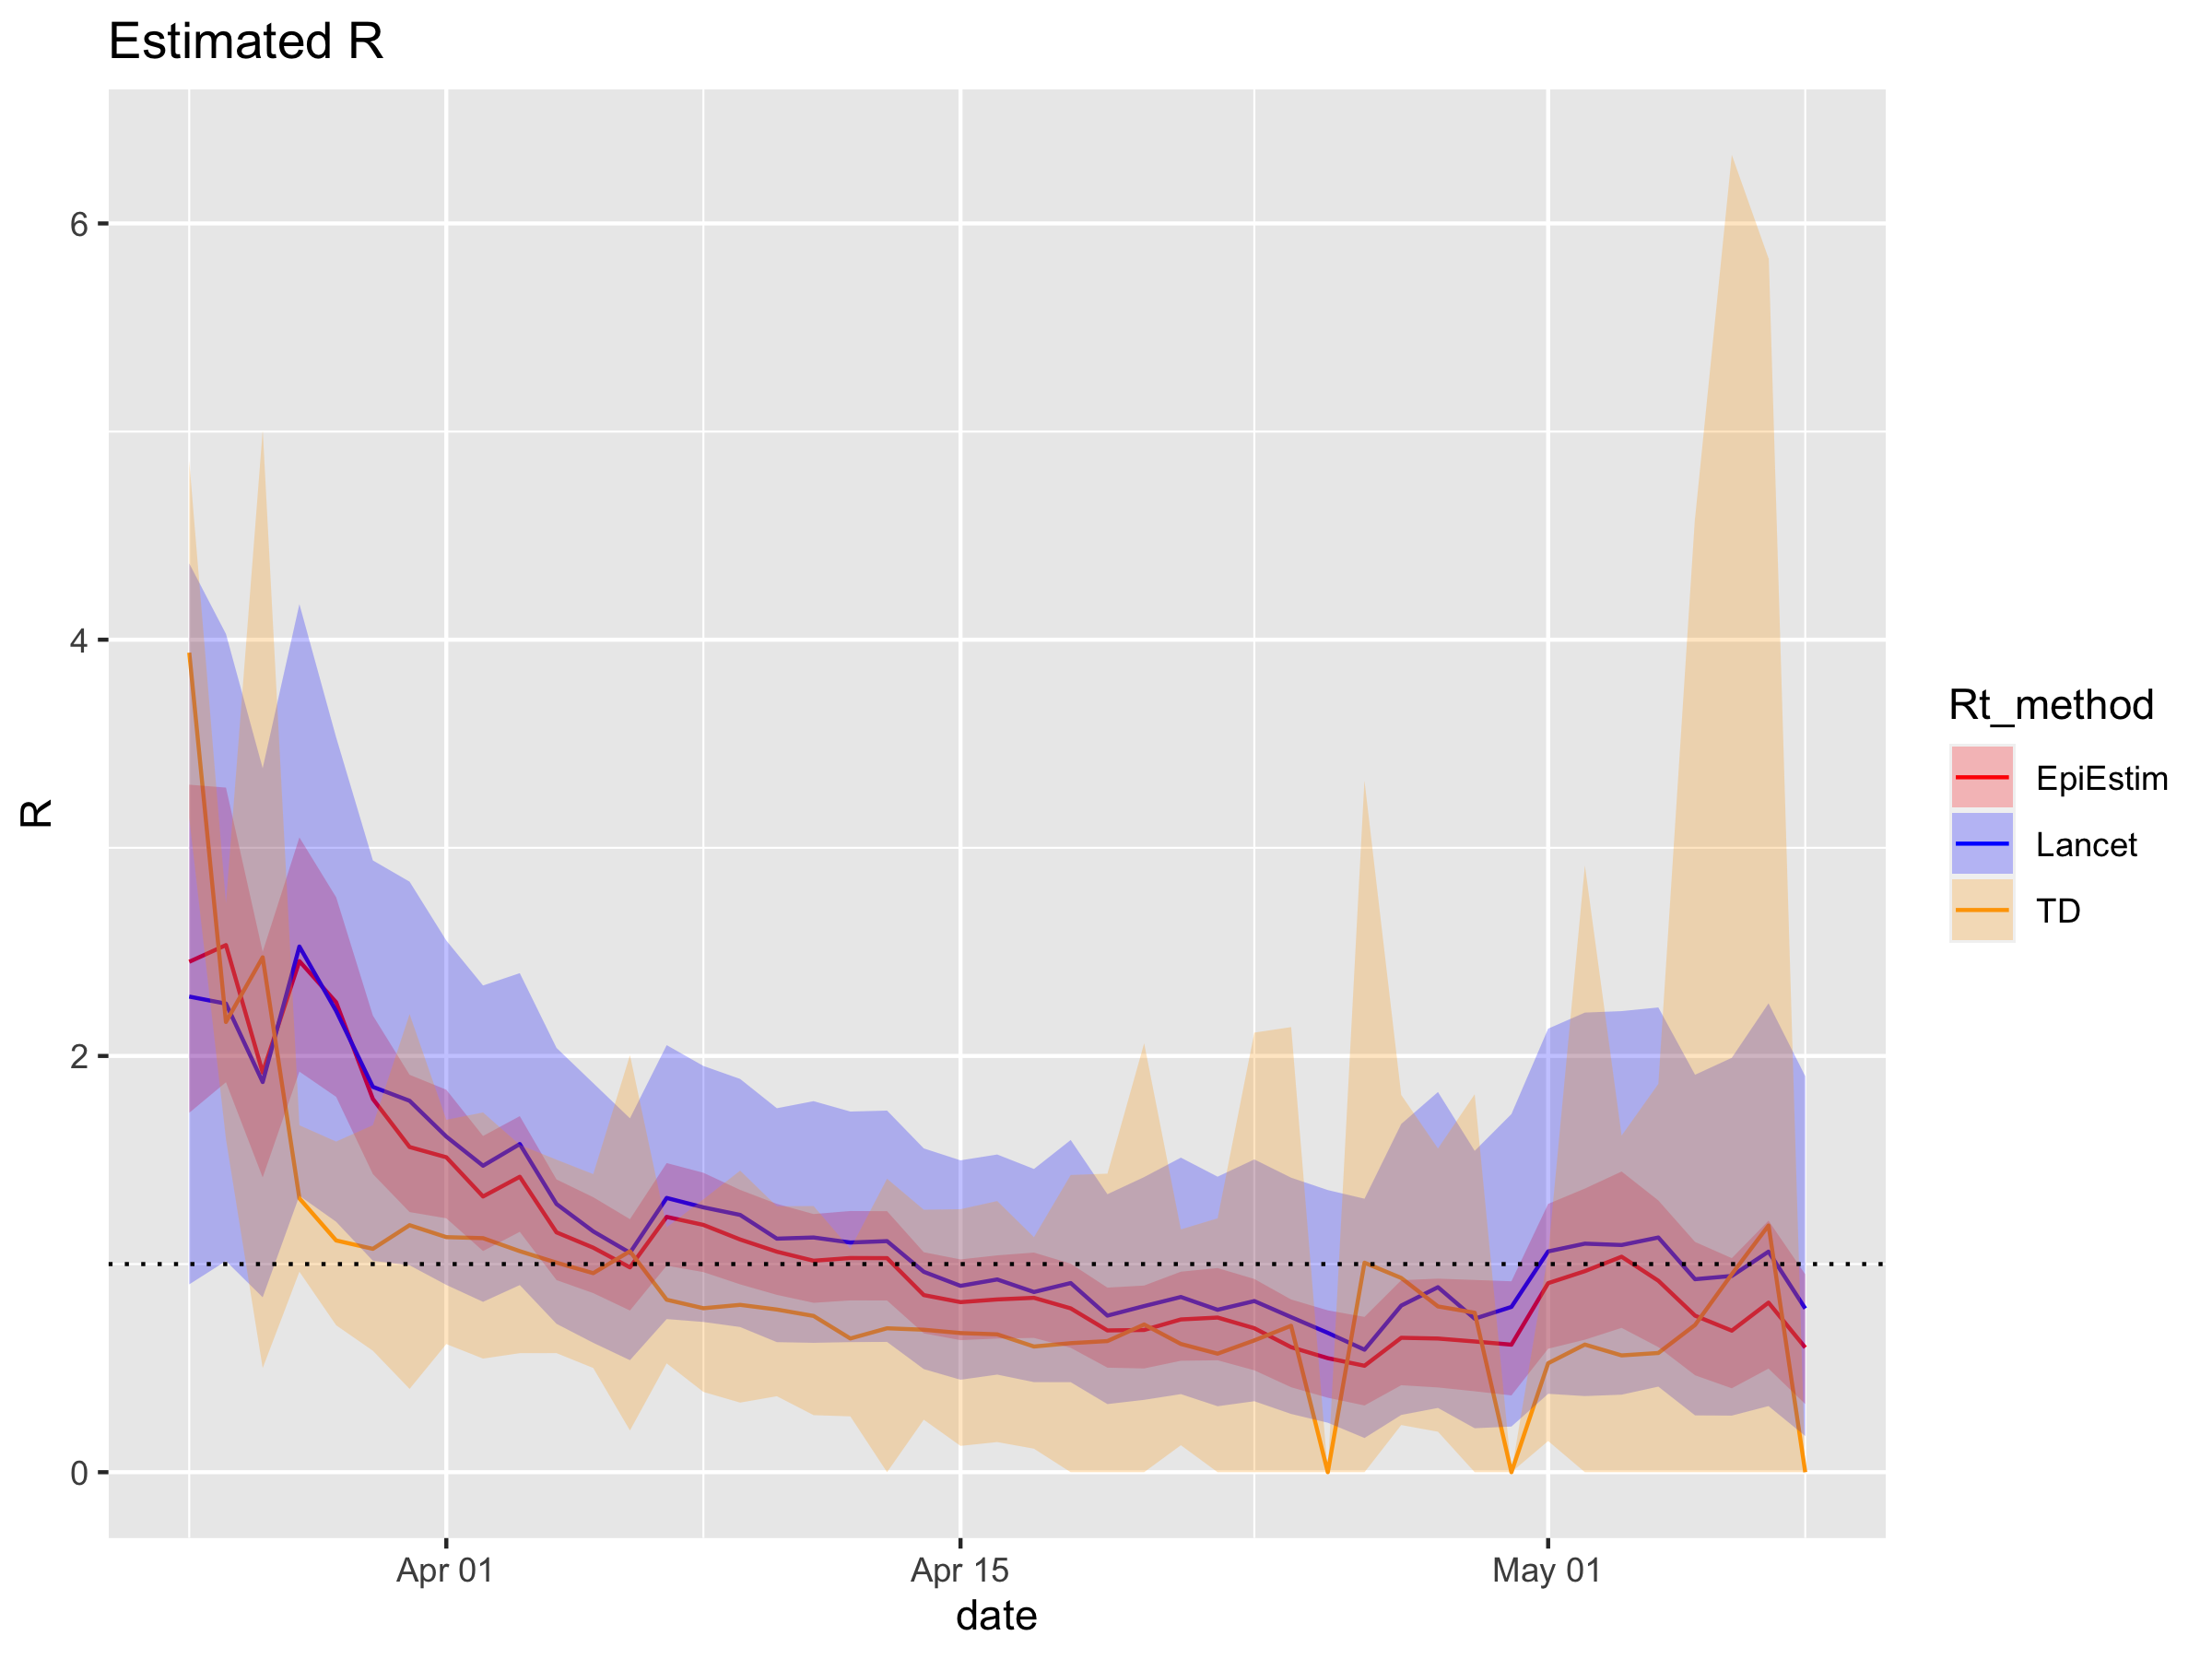 Estimated R
6
4
2
0
R
Apr 01
Apr 15
May 01
date
Rt_method
EpiEstim
Lancet
TD